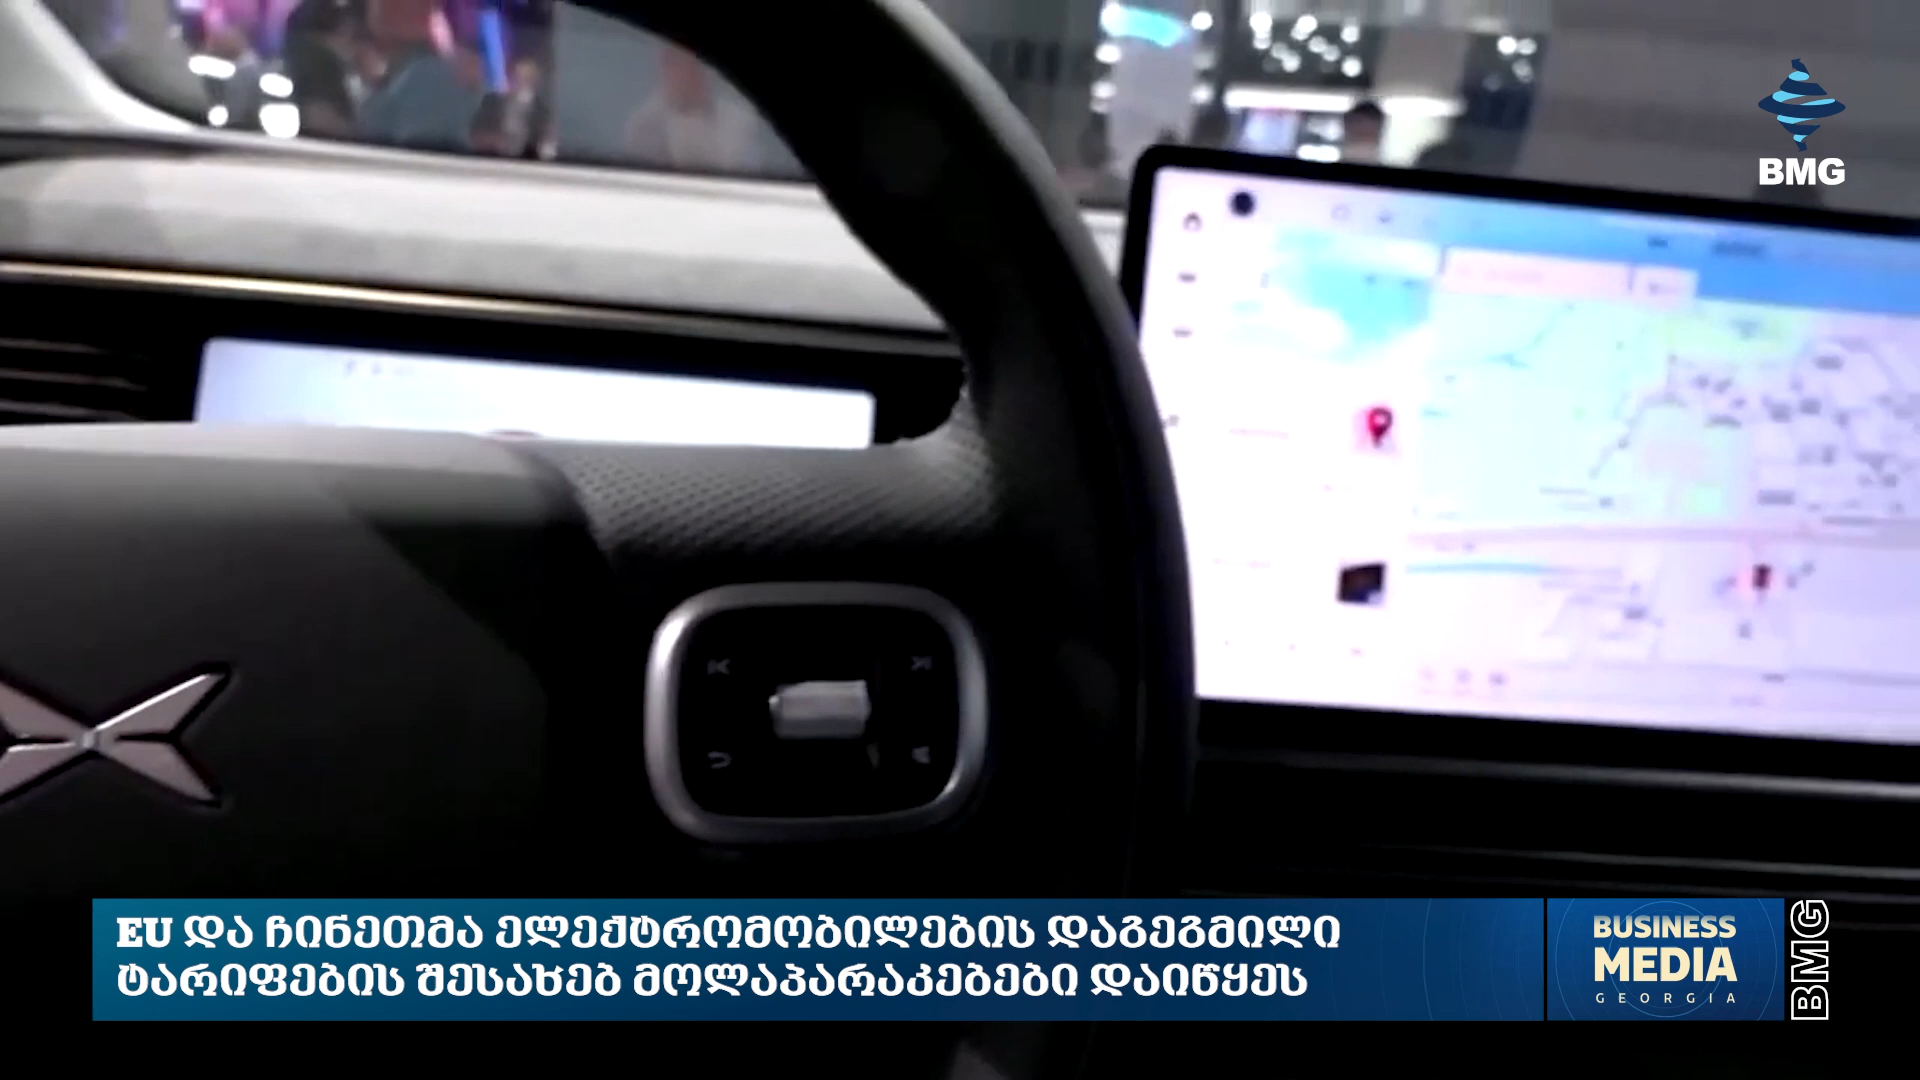 BMG
EU და ჩინეთმა ელექტრომობილების დაგეგმილი
ტარიფების შესახებ მოლაპარაკებები დაიწყეს
BUSINESS
MEDIA
GEORGIA
BMG